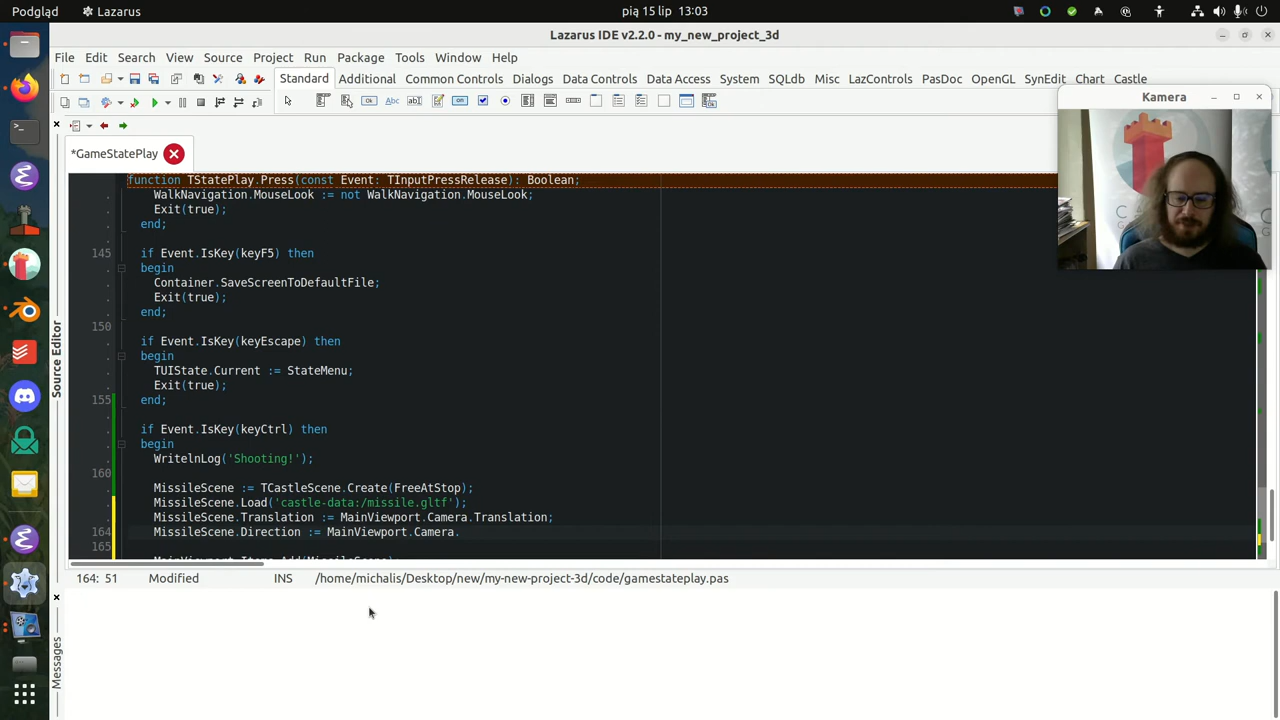 Podgląd Lazarus pią 15 lip 13:03
Lazarus IDE v2.2.0 - my_new_project_3d
File Edit Search View Source Project Run Package Tools Window Help
Standard Additional Common Controls Dialogs Data Controls Data Access System SQLdb Misc LazControls PasDoc OpenGL SynEdit Chart Castle
Kamera
*GameStatePlay
function TStatePlay.Press(const Event: TInputPressRelease): Boolean;
WalkNavigation.MouseLook := not WalkNavigation.MouseLook;
Exit(true);
end;
145 if Event.IsKey(keyF5) then
begin
Container.SaveScreenToDefaultFile;
Exit(true);
end;
150
if Event.IsKey(keyEscape) then
begin
TUIState.Current := StateMenu;
Exit(true);
155 end;
if Event.IsKey(keyCtrl) then
begin
WritelnLog('Shooting!');
160
MissileScene := TCastleScene.Create(FreeAtStop);
MissileScene.Load('castle-data:/missile.gltf');
MissileScene.Translation := MainViewport.Camera.Translation;
164 MissileScene.Direction := MainViewport.Camera.
165
MainViewport.Items.Add(MissileScene);
164: 51 Modified INS /home/michalis/Desktop/new/my-new-project-3d/code/gamestateplay.pas
Source Editor
Messages